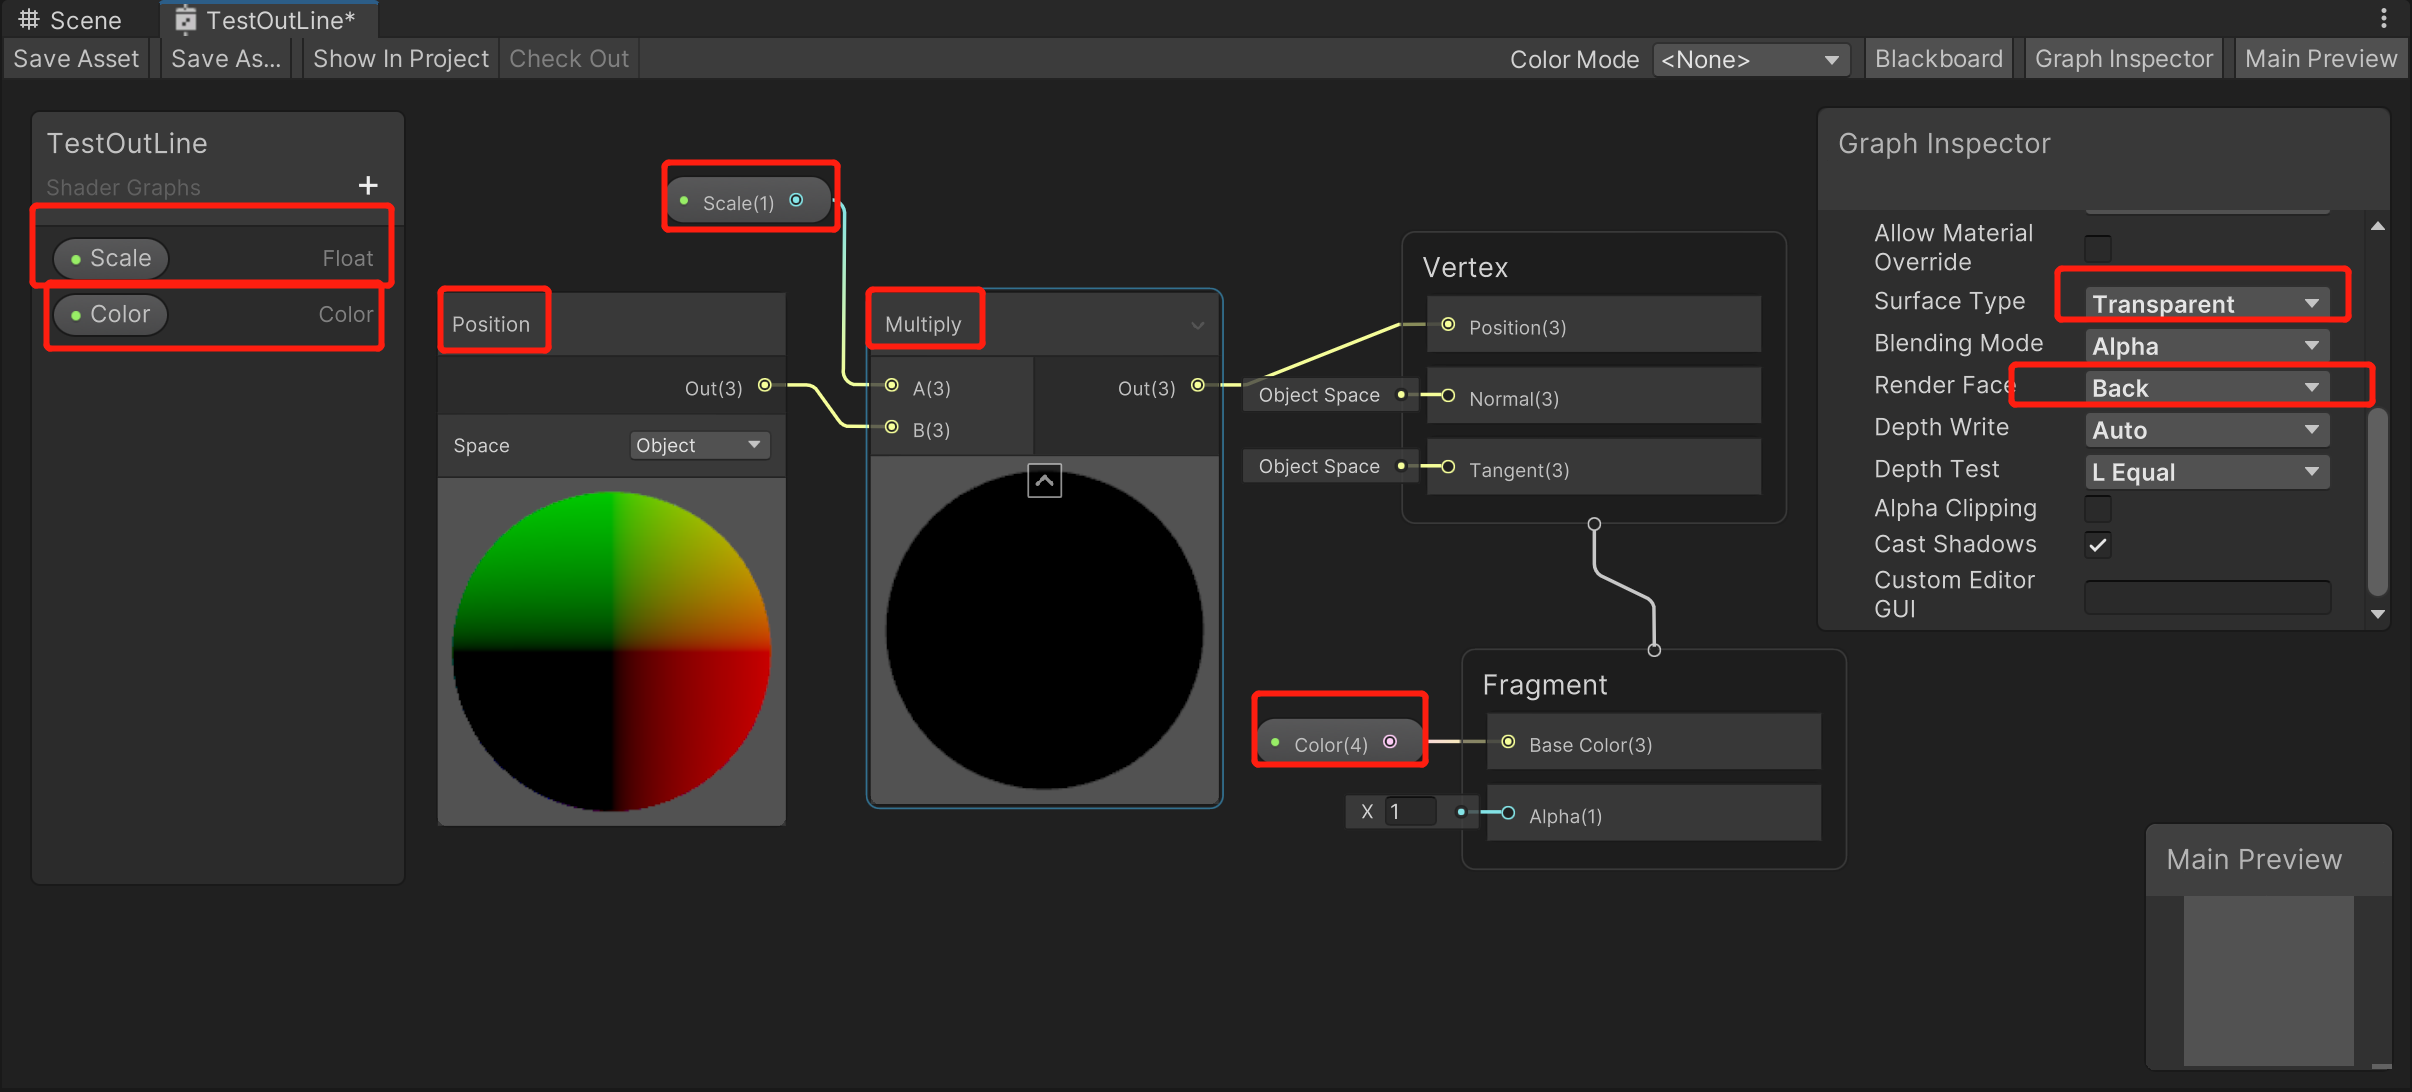 Scene
TestOutLine*
Save Asset
Save As...
Show In Project
Check Out
Color Mode
<None>
Blackboard
Graph Inspector
Main Preview
TestOutLine
Shader Graphs
+
Scale
Float
Color
Color
Scale(1)
Position
Out(3)
Space
Object
Multiply
A(3)
B(3)
Out(3)
Vertex
Position(3)
Object Space
Normal(3)
Object Space
Tangent(3)
Fragment
Color(4)
Base Color(3)
X 1
Alpha(1)
Graph Inspector
Allow Material
Override
Surface Type
Transparent
Blending Mode
Alpha
Render Face
Back
Depth Write
Auto
Depth Test
L Equal
Alpha Clipping
Cast Shadows
Custom Editor
GUI
Main Preview